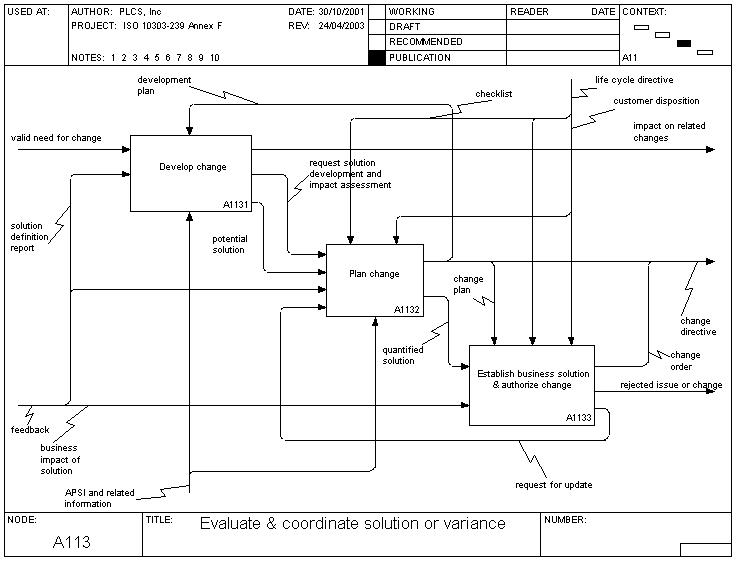 USED AT:
AUTHOR: PLCS, Inc
DATE: 30/10/2001
PROJECT: ISO 10303-239 Annex F
REV: 24/04/2003
NOTES: 1 2 3 4 5 6 7 8 9 10
WORKING
DRAFT
RECOMMENDED
PUBLICATION
READER
DATE
CONTEXT:
A11
development
plan
checklist
life cycle directive
customer disposition
valid need for change
impact on related
changes
Develop change
A1131
request solution
development and
impact assessment
solution
definition
report
potential
solution
Plan change
A1132
change
plan
change
directive
quantified
solution
change
order
Establish business solution
& authorize change
A1133
rejected issue or change
feedback
business
impact of
solution
APSI and related
information
request for update
NODE:
A113
TITLE:
Evaluate & coordinate solution or variance
NUMBER: